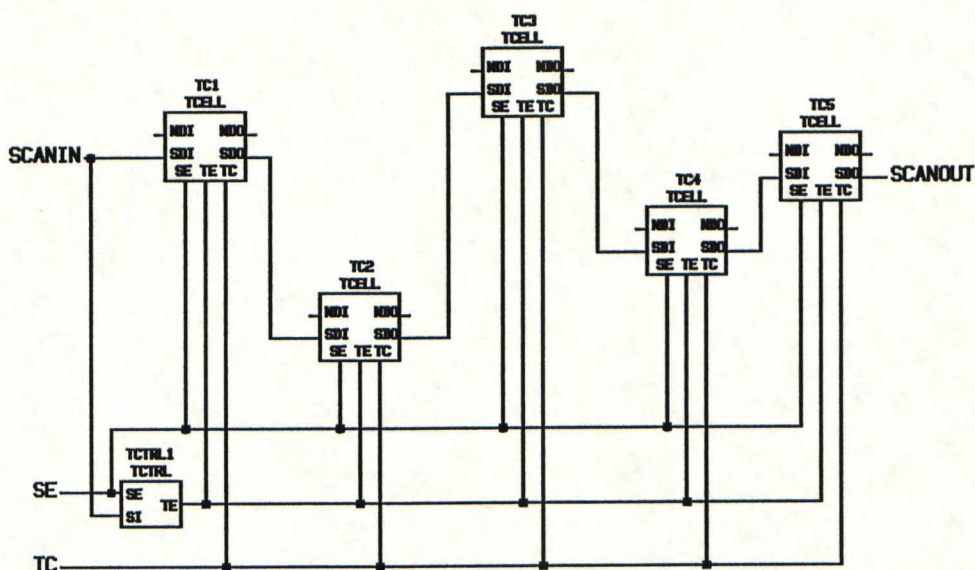 TC3
TCELL
NDI NDO
SDI SDO
SE TE TC
TC1
TCELL
NDI NDO
SDI SDO
SE TE TC
SCANIN
TC5
TCELL
NDI NDO
SDI SDO
SE TE TC
SCANOUT
TC4
TCELL
NDI NDO
SDI SDO
SE TE TC
TC2
TCELL
NDI NDO
SDI SDO
SE TE TC
TCTRL1
TCTRL
SE
SE
TE
SI
TC